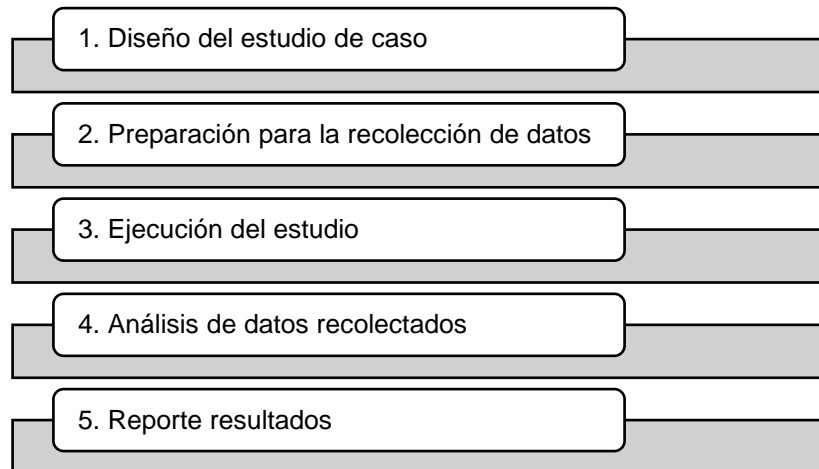 1. Diseño del estudio de caso
2. Preparación para la recolección de datos
3. Ejecución del estudio
4. Análisis de datos recolectados
5. Reporte resultados